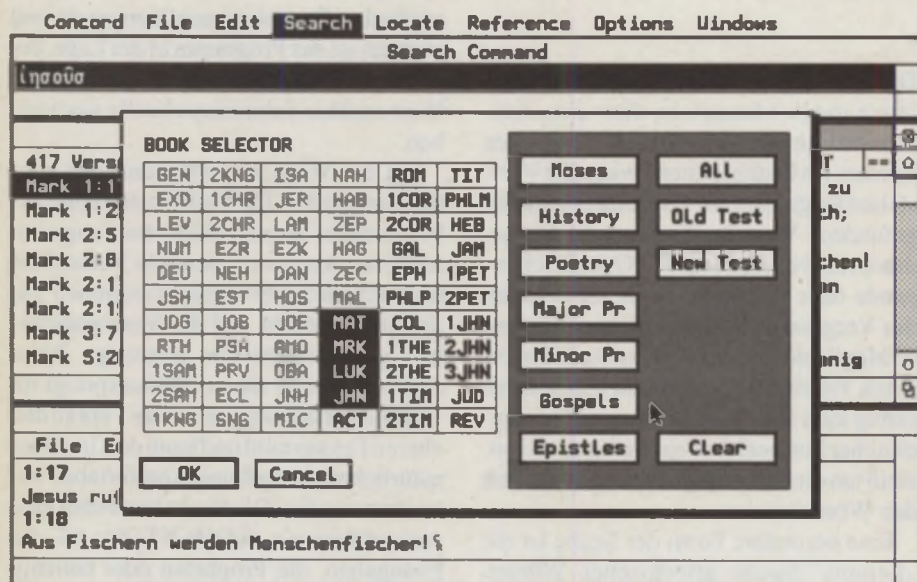 Concord File Edit Search Locate Reference Options Windows
Search Command
ἰησοῦσ
417 Vers
Mark 1:1
Mark 1:2
Mark 2:5
Mark 2:8
Mark 2:1
Mark 2:1
Mark 3:7
Mark 5:2
BOOK SELECTOR
GEN 2KNG ISA NAH ROM TIT
EXD 1CHR JER HAB 1COR PHLM
LEV 2CHR LAM ZEP 2COR HEB
NUM EZR EZK HAG GAL JAM
DEU NEH DAN ZEC EPH 1PET
JSH EST HOS MAL PHLP 2PET
JDG JOB JOE MAT COL 1JHN
RTH PSA AMO MRK 1THE 2JHN
1SAM PRV OBA LUK 2THE 3JHN
2SAM ECL JNH JHN 1TIM JUD
1KNG SNG MIC ACT 2TIM REV
OK Cancel
Moses All
History Old Test
Poetry New Test
Major Pr
Minor Pr
Gospels
Epistles Clear
zu
ch;
chen!
en
nnig
File E
1:17
Jesus ruf
1:18
Aus Fischern werden Menschenfischer!